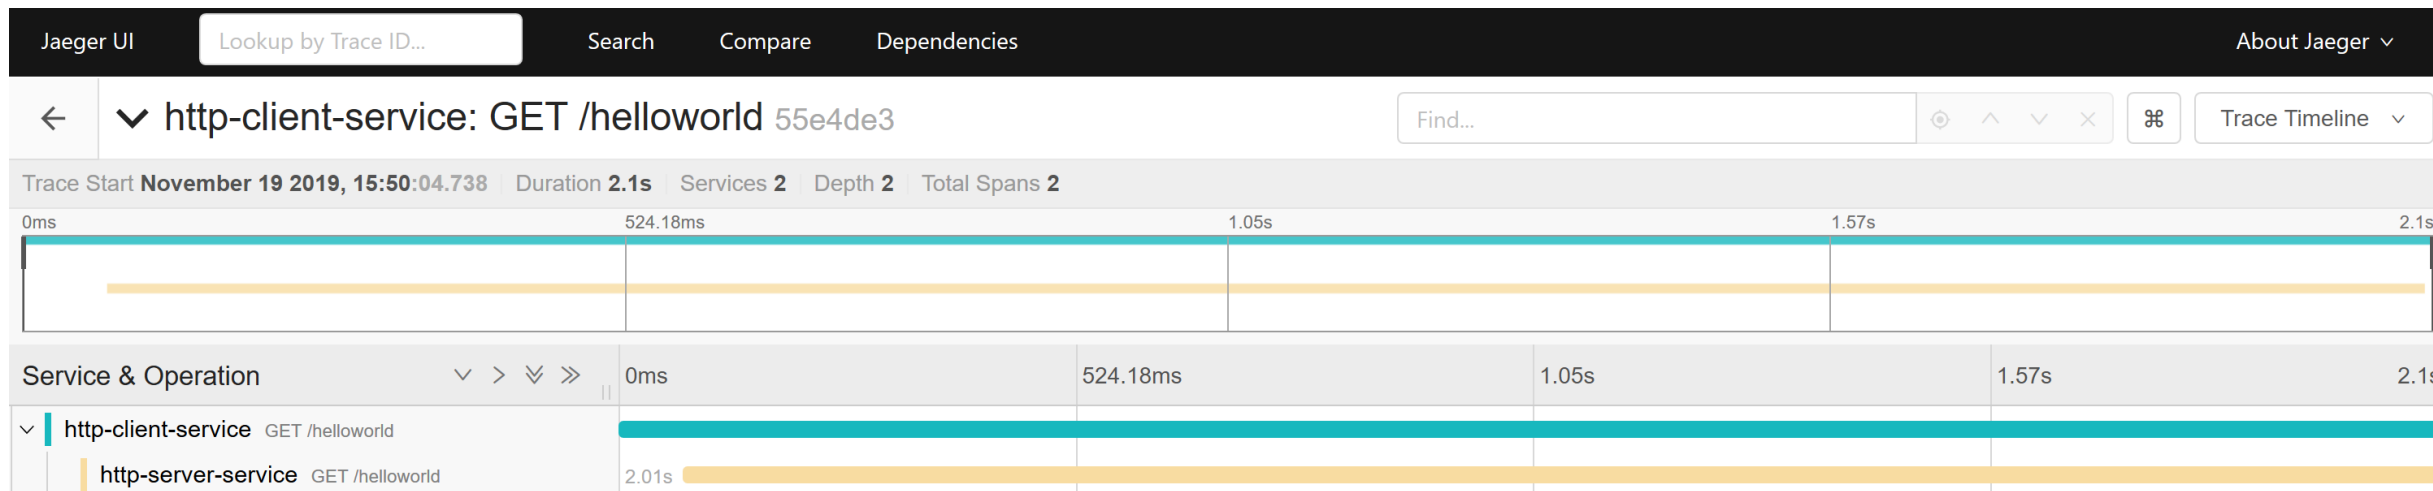 Jaeger UI Lookup by Trace ID... Search Compare Dependencies About Jaeger
http-client-service: GET /helloworld 55e4de3 Find... ⌘ Trace Timeline
Trace Start November 19 2019, 15:50:04.738 Duration 2.1s Services 2 Depth 2 Total Spans 2
0ms 524.18ms 1.05s 1.57s 2.1s
Service & Operation 0ms 524.18ms 1.05s 1.57s 2.1s
http-client-service GET /helloworld
http-server-service GET /helloworld 2.01s